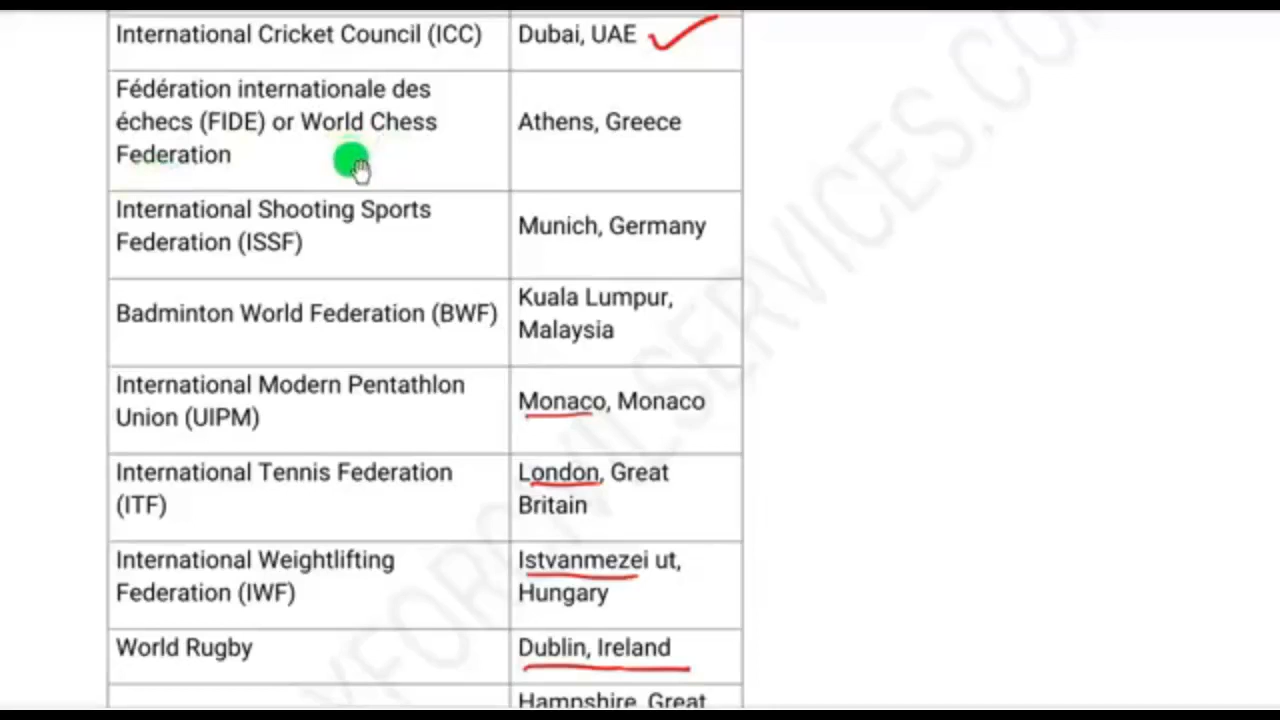 International Cricket Council (ICC)
Dubai, UAE
Fédération internationale des
échecs (FIDE) or World Chess
Federation
Athens, Greece
International Shooting Sports
Federation (ISSF)
Munich, Germany
Badminton World Federation (BWF)
Kuala Lumpur,
Malaysia
International Modern Pentathlon
Union (UIPM)
Monaco, Monaco
International Tennis Federation
(ITF)
London, Great
Britain
International Weightlifting
Federation (IWF)
Istvanmezei ut,
Hungary
World Rugby
Dublin, Ireland
Hampshire, Great